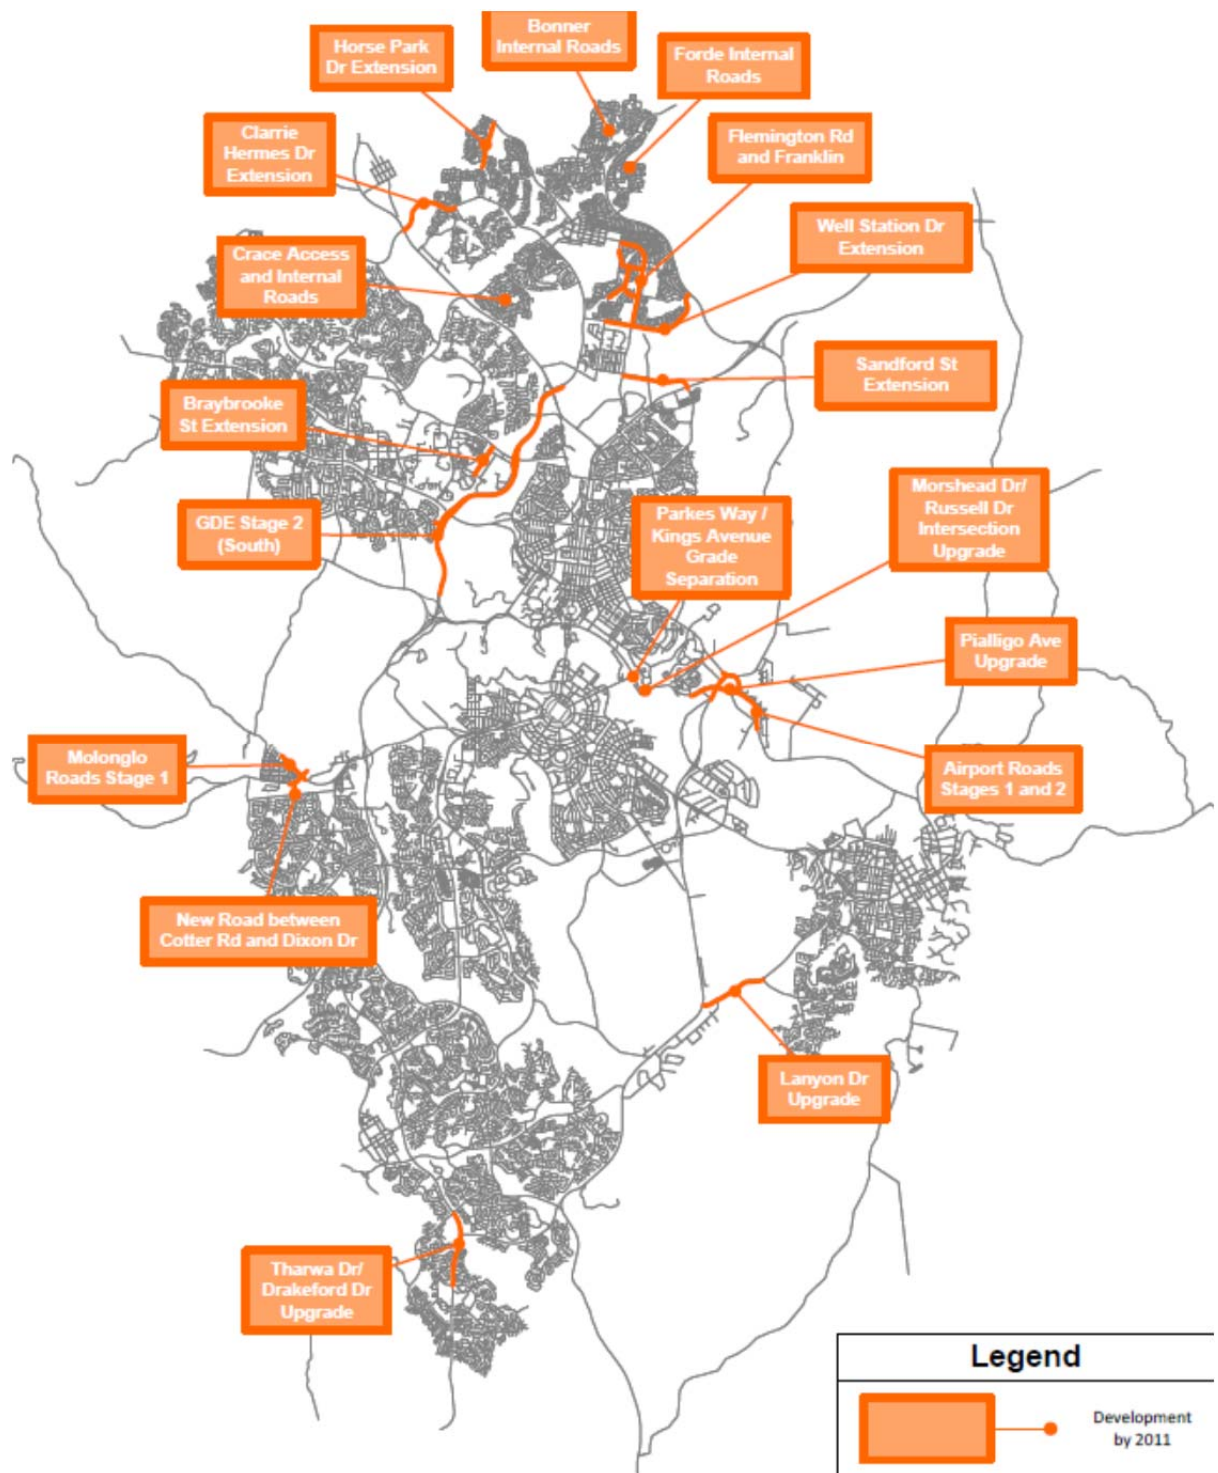 Bonner
Internal Roads
Horse Park
Dr Extension
Forde Internal
Roads
Clarrie
Hermes Dr
Extension
Flemington Rd
and Franklin
Well Station Dr
Extension
Crace Access
and Internal
Roads
Sandford St
Extension
Braybrooke
St Extension
GDE Stage 2
(South)
Parkes Way /
Kings Avenue
Grade
Separation
Morshead Dr/
Russell Dr
Intersection
Upgrade
Pialligo Ave
Upgrade
Molonglo
Roads Stage 1
Airport Roads
Stages 1 and 2
New Road between
Cotter Rd and Dixon Dr
Lanyon Dr
Upgrade
Tharwa Dr/
Drakeford Dr
Upgrade
Legend
Development
by 2011